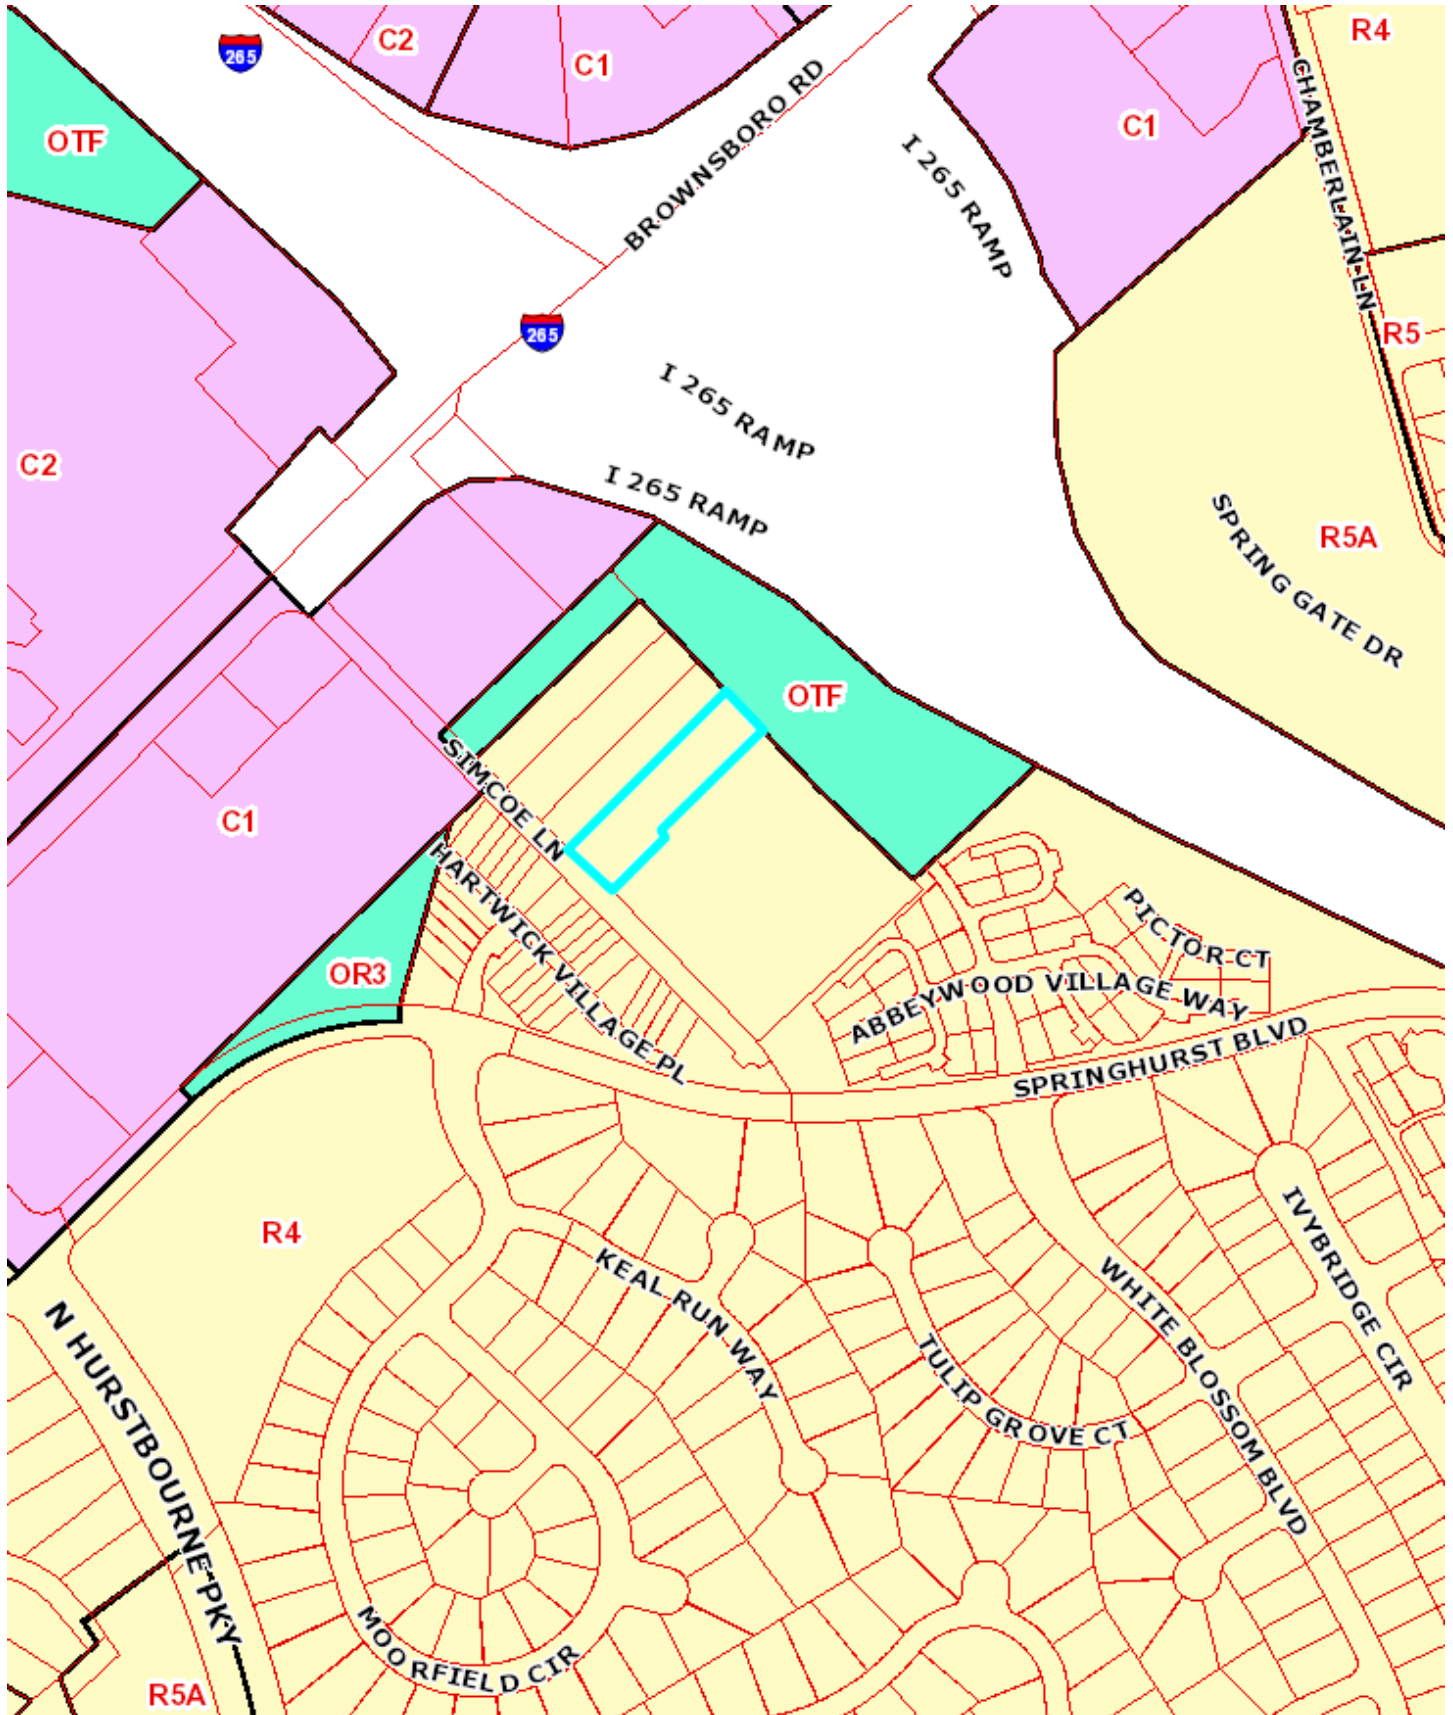 R4
C2
265
C1
CHAMBERLAIN LN
BROWNSBORO RD
C1
OTF
I 265 RAMP
265
R5
I 265 RAMP
C2
I 265 RAMP
SPRING GATE DR
R5A
OTF
SIMCOE LN
C1
HARTWICK VILLAGE PL
PICTOR CT
OR3
ABBEYWOOD VILLAGE WAY
SPRINGHURST BLVD
R4
IVYBRIDGE CIR
KEAL RUN WAY
WHITE BLOSSOM BLVD
N HURSTBOURNE PKY
TULIP GROVE CT
MOORFIELD CIR
R5A